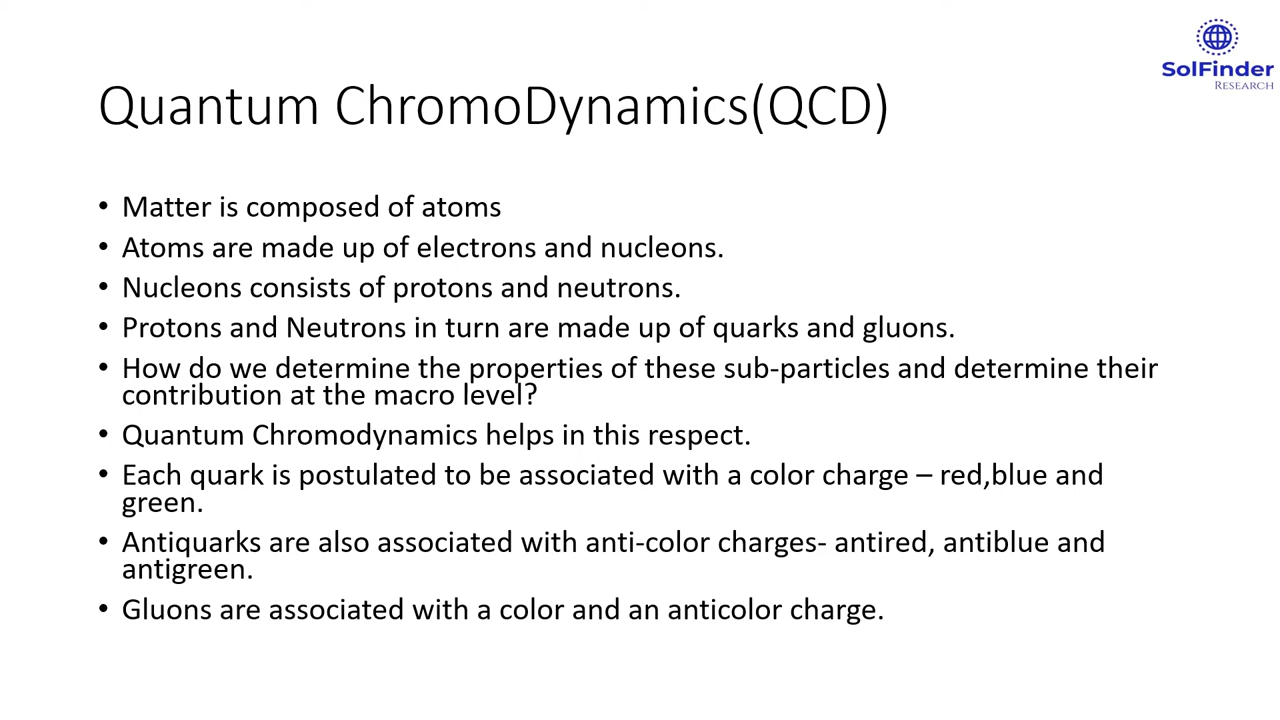 SolFinder
RESEARCH
Quantum ChromoDynamics(QCD)
• Matter is composed of atoms
• Atoms are made up of electrons and nucleons.
• Nucleons consists of protons and neutrons.
• Protons and Neutrons in turn are made up of quarks and gluons.
• How do we determine the properties of these sub-particles and determine their
contribution at the macro level?
• Quantum Chromodynamics helps in this respect.
• Each quark is postulated to be associated with a color charge – red,blue and
green.
• Antiquarks are also associated with anti-color charges- antired, antiblue and
antigreen.
• Gluons are associated with a color and an anticolor charge.